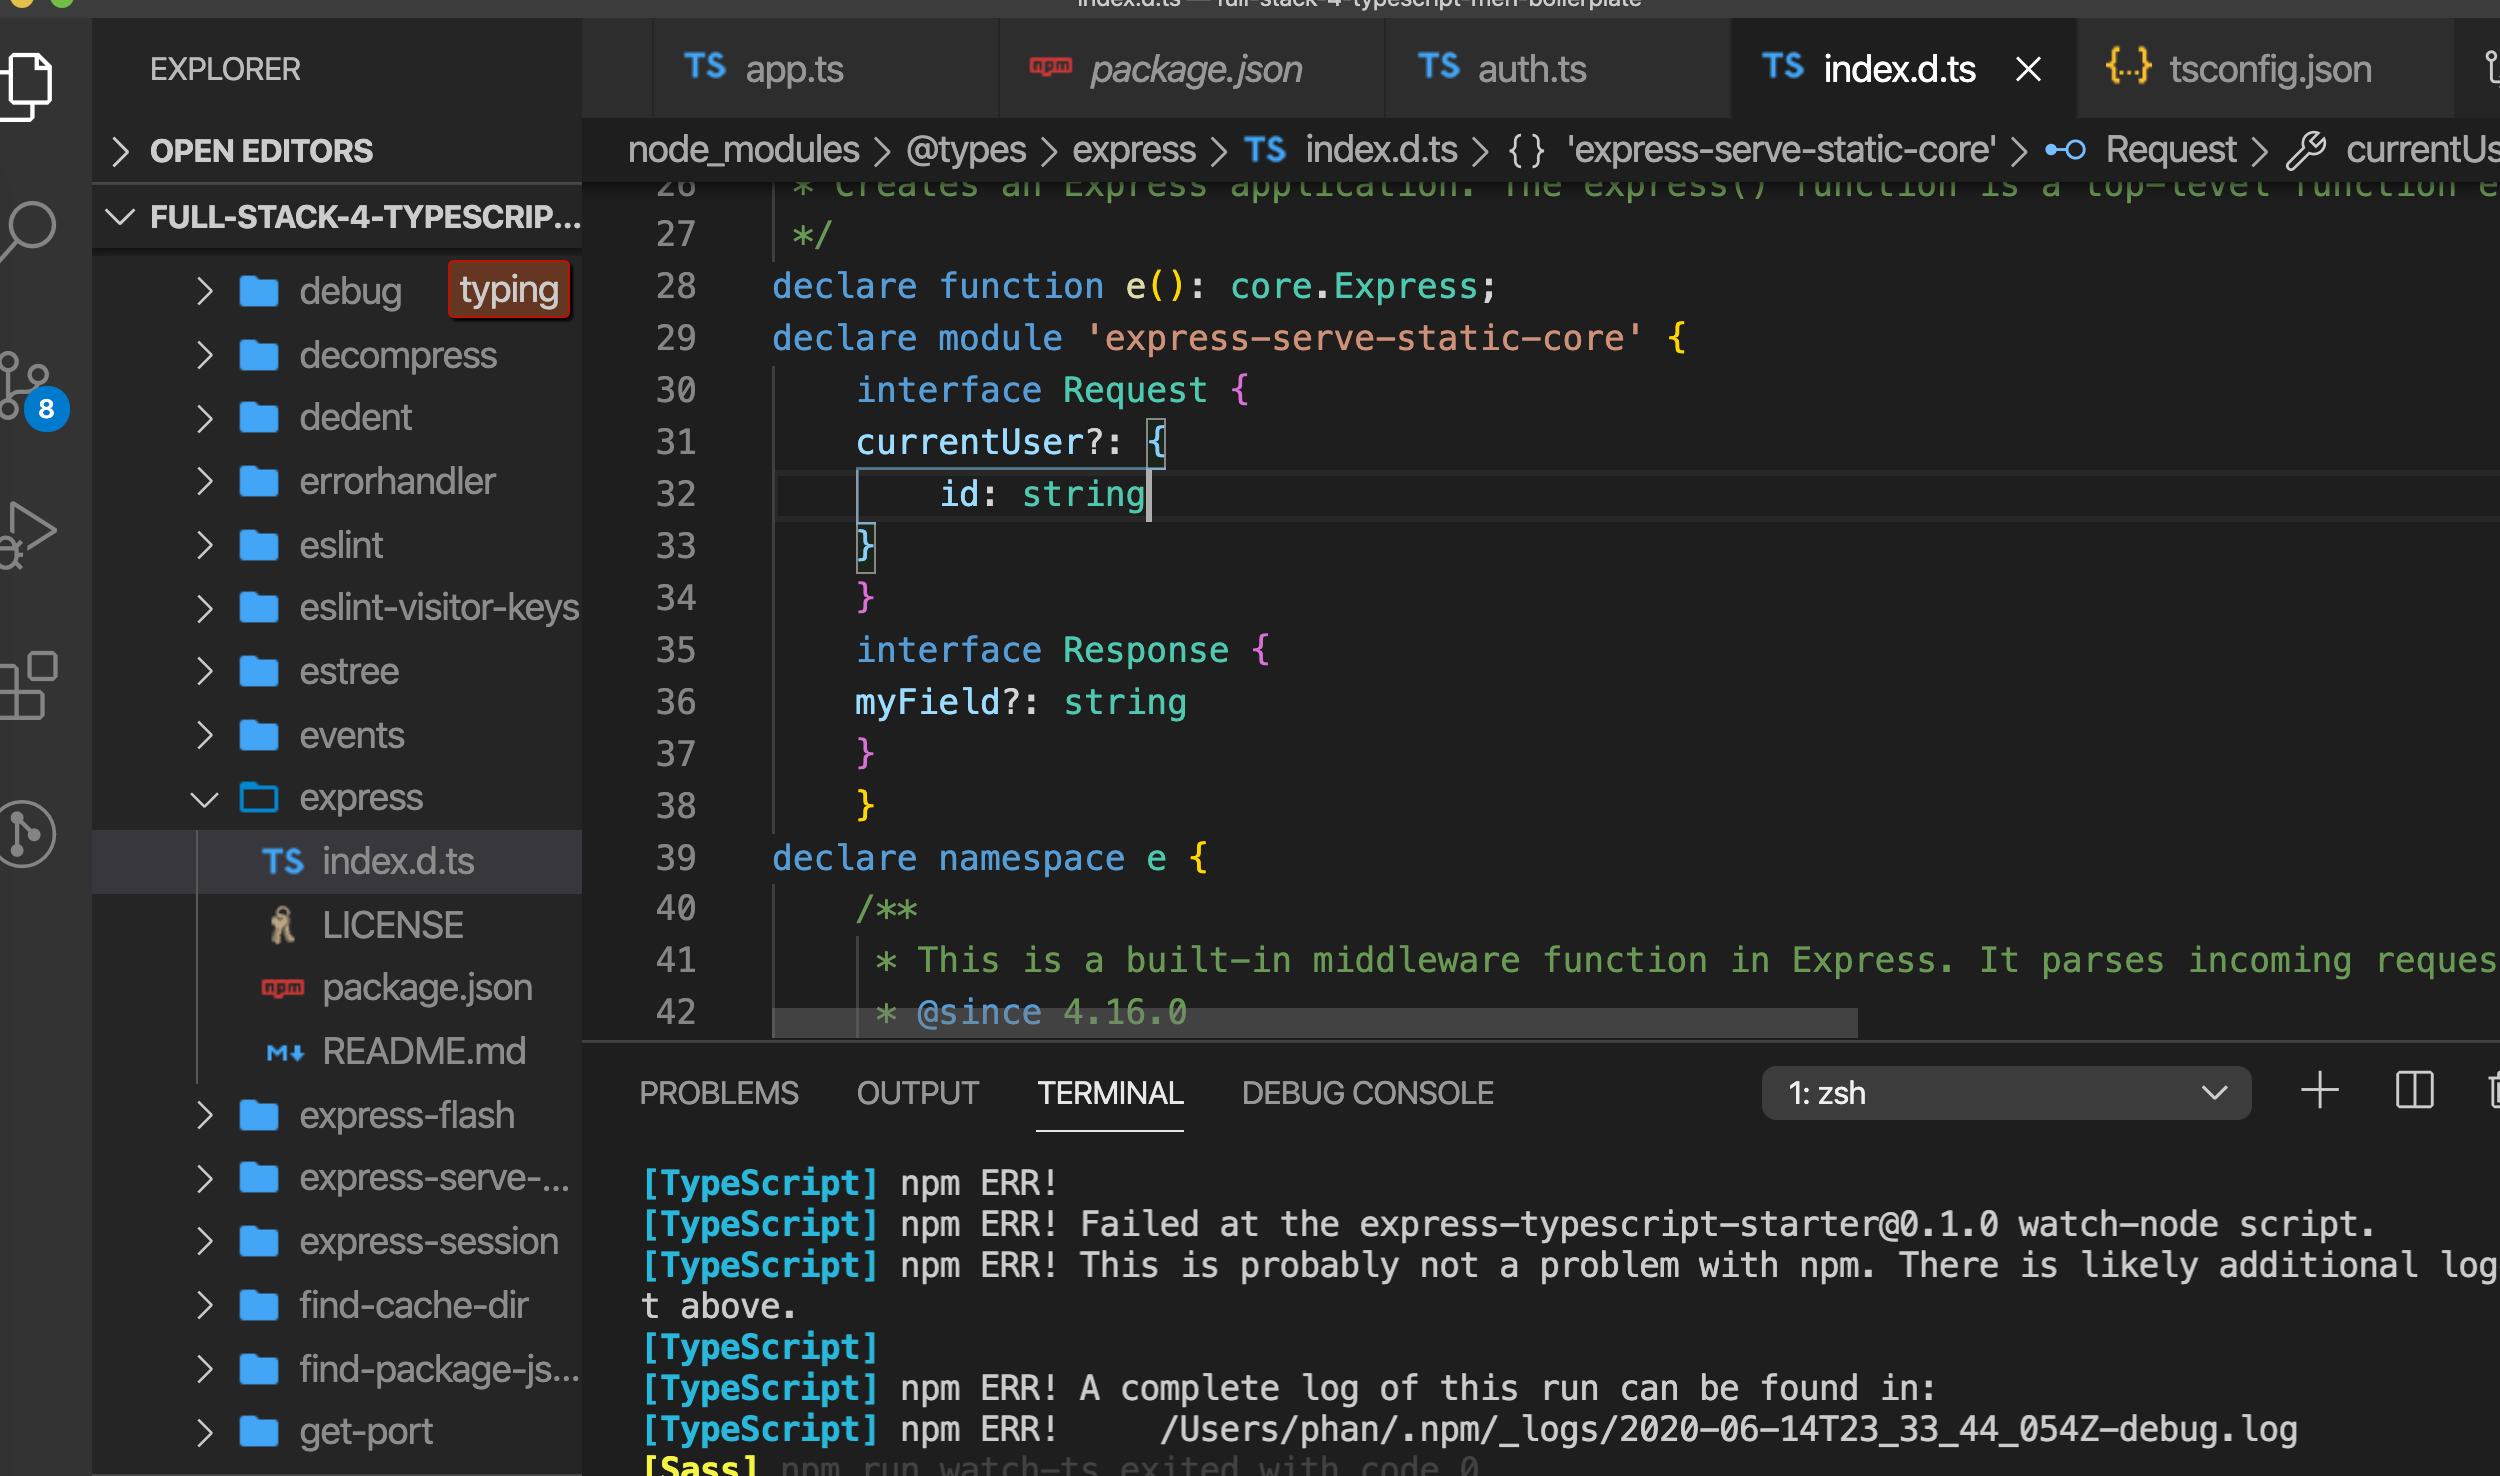 index.d.ts — full-stack-4-typescript-mern-boilerplate
EXPLORER
OPEN EDITORS
FULL-STACK-4-TYPESCRIP...
debug
typing
decompress
dedent
errorhandler
eslint
eslint-visitor-keys
estree
events
express
TS index.d.ts
LICENSE
npm package.json
M README.md
express-flash
express-serve-...
express-session
find-cache-dir
find-package-js...
get-port
8
TS app.ts
npm package.json
TS auth.ts
TS index.d.ts
{...} tsconfig.json
node_modules > @types > express > TS index.d.ts > {} 'express-serve-static-core' > Request > currentUs
26 * Creates an Express application. The express() function is a top-level function e
27 */
28 declare function e(): core.Express;
29 declare module 'express-serve-static-core' {
30 interface Request {
31 currentUser?: {
32 id: string
33 }
34 }
35 interface Response {
36 myField?: string
37 }
38 }
39 declare namespace e {
40 /**
41 * This is a built-in middleware function in Express. It parses incoming reques
42 * @since 4.16.0
PROBLEMS OUTPUT TERMINAL DEBUG CONSOLE 1: zsh
[TypeScript] npm ERR!
[TypeScript] npm ERR! Failed at the express-typescript-starter@0.1.0 watch-node script.
[TypeScript] npm ERR! This is probably not a problem with npm. There is likely additional log
t above.
[TypeScript]
[TypeScript] npm ERR! A complete log of this run can be found in:
[TypeScript] npm ERR! /Users/phan/.npm/_logs/2020-06-14T23_33_44_054Z-debug.log
[Sass] npm run watch-ts exited with code 0